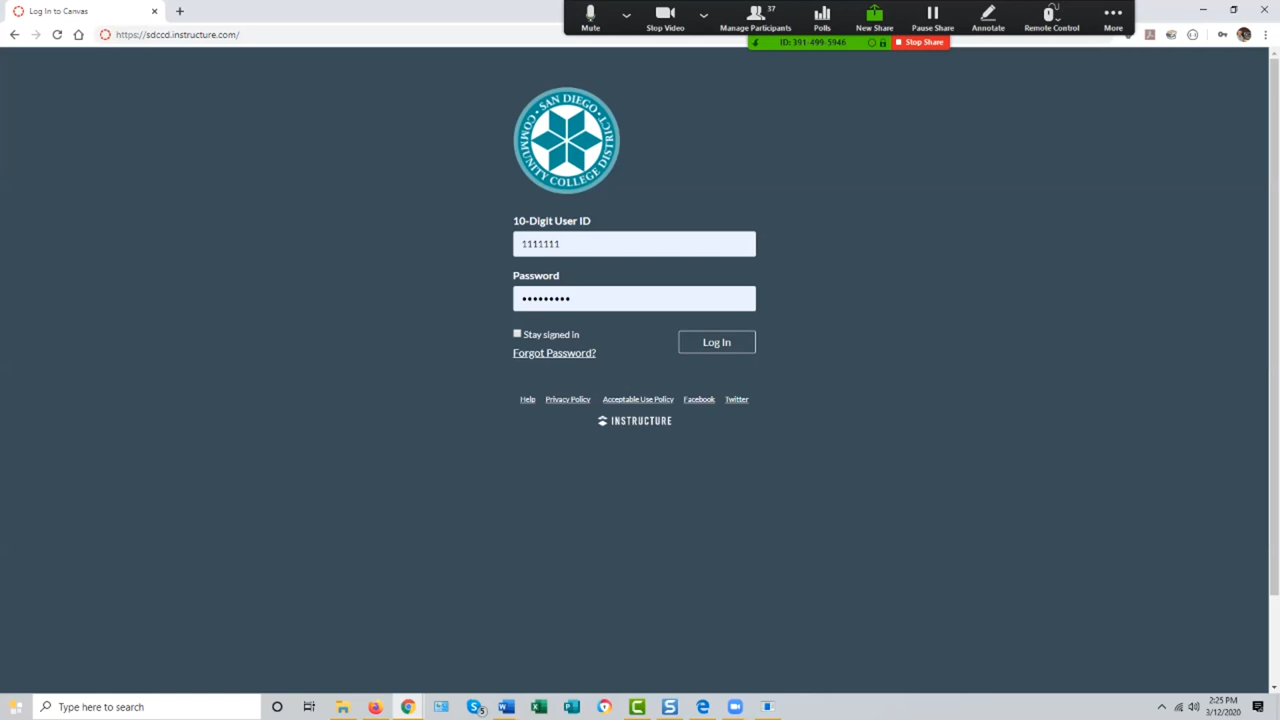 Log In to Canvas
https://sdccd.instructure.com/
Mute
Stop Video
37
Manage Participants
Polls
New Share
Pause Share
Annotate
Remote Control
More
ID: 391-499-5946
Stop Share
SAN DIEGO
COMMUNITY COLLEGE DISTRICT
10-Digit User ID
1111111
Password
•••••••••
Stay signed in
Log In
Forgot Password?
Help Privacy Policy Acceptable Use Policy Facebook Twitter
INSTRUCTURE
Type here to search
5
2:25 PM
3/12/2020